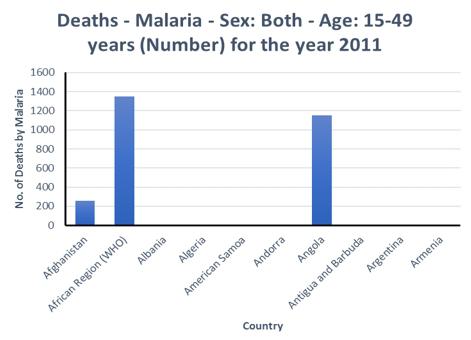 Deaths - Malaria - Sex: Both - Age: 15-49
years (Number) for the year 2011
No. of Deaths by Malaria
1600
1400
1200
1000
800
600
400
200
0
Afghanistan
African Region (WHO)
Albania
Algeria
American Samoa
Andorra
Angola
Antigua and Barbuda
Argentina
Armenia
Country